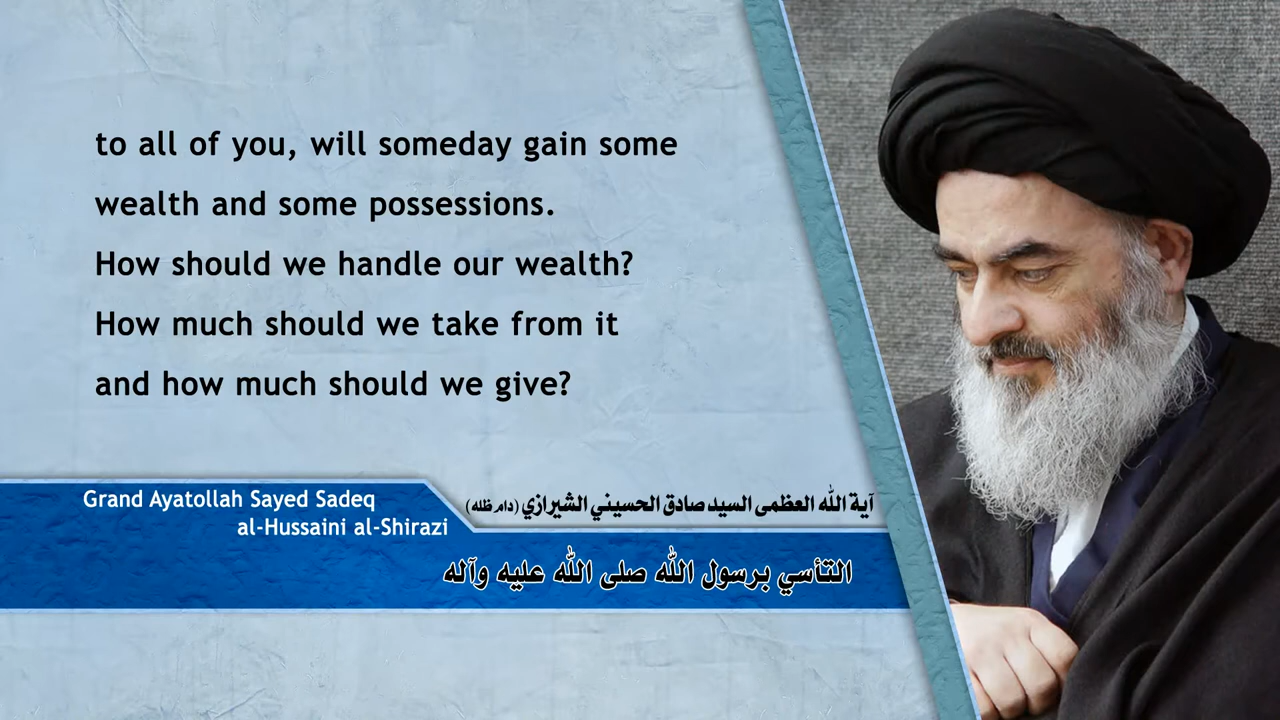 to all of you, will someday gain some
wealth and some possessions.
How should we handle our wealth?
How much should we take from it
and how much should we give?
Grand Ayatollah Sayed Sadeq
al-Hussaini al-Shirazi
آية الله العظمى السيد صادق الحسيني الشيرازي (دام ظله)
التأسي برسول الله صلى الله عليه وآله